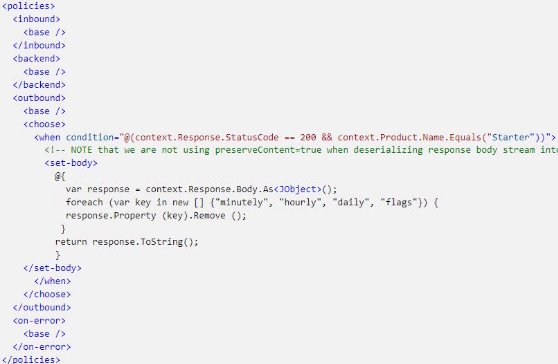 <policies>
<inbound>
<base />
</inbound>
<backend>
<base />
</backend>
<outbound>
<base />
<choose>
<when condition="@(context.Response.StatusCode == 200 && context.Product.Name.Equals("Starter"))">
<!-- NOTE that we are not using preserveContent=true when deserializing response body stream into
<set-body>
@{
var response = context.Response.Body.As<JObject>();
foreach (var key in new [] {"minutely", "hourly", "daily", "flags"}) {
response.Property (key).Remove ();
}
return response.ToString();
}
</set-body>
</when>
</choose>
</outbound>
<on-error>
<base />
</on-error>
</policies>